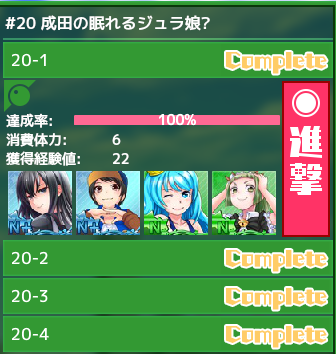 #20 成田の眠れるジュラ娘?
20-1 Complete
達成率: 100%
消費体力: 6
獲得経験値: 22
進撃
N+ N+ N N
20-2 Complete
20-3 Complete
20-4 Complete